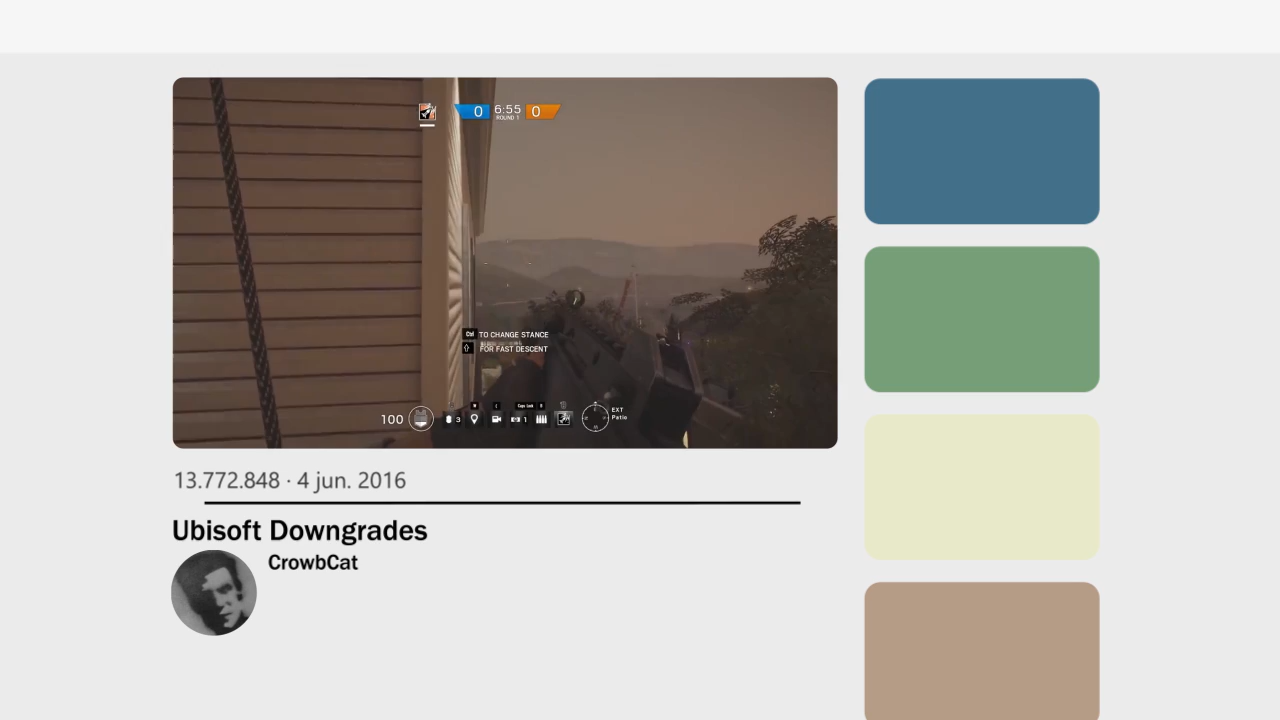 0 6:55 0
ROUND 1
Ctrl TO CHANGE STANCE
FOR FAST DESCENT
100
3
1
EXT
Patio
13.772.848 · 4 jun. 2016
Ubisoft Downgrades
CrowbCat